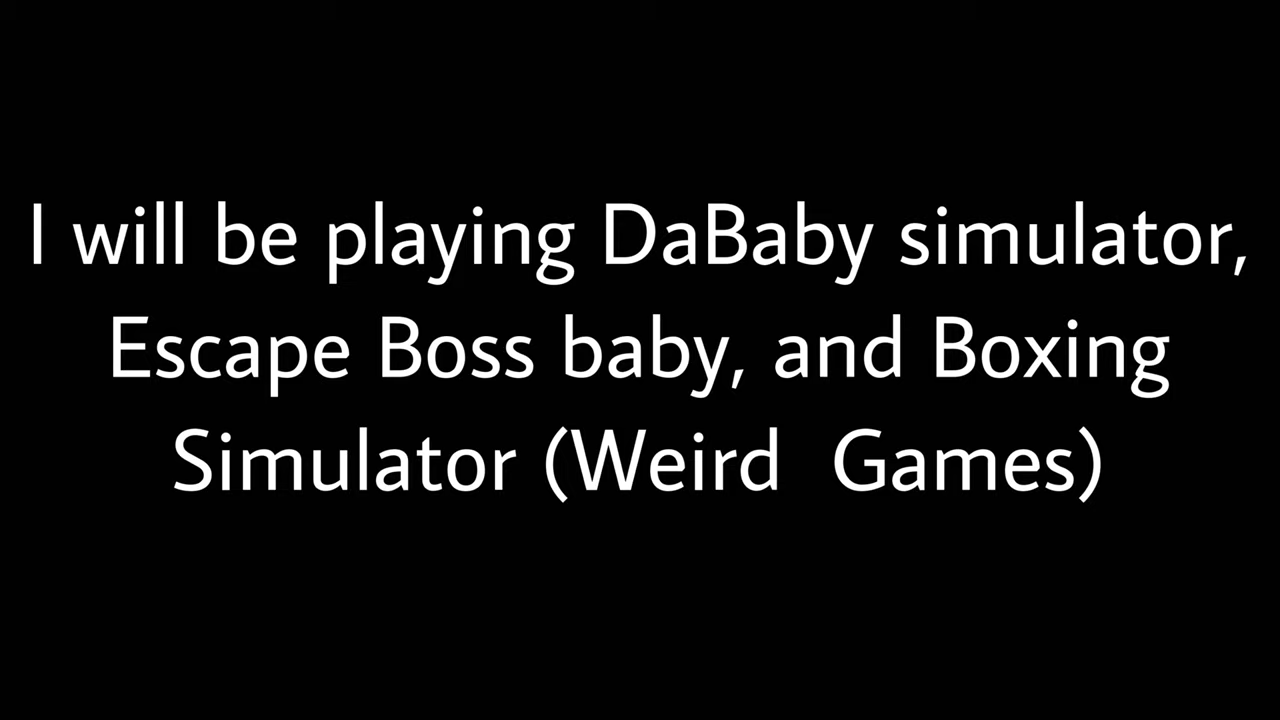 I will be playing DaBaby simulator,
Escape Boss baby, and Boxing
Simulator (Weird  Games)